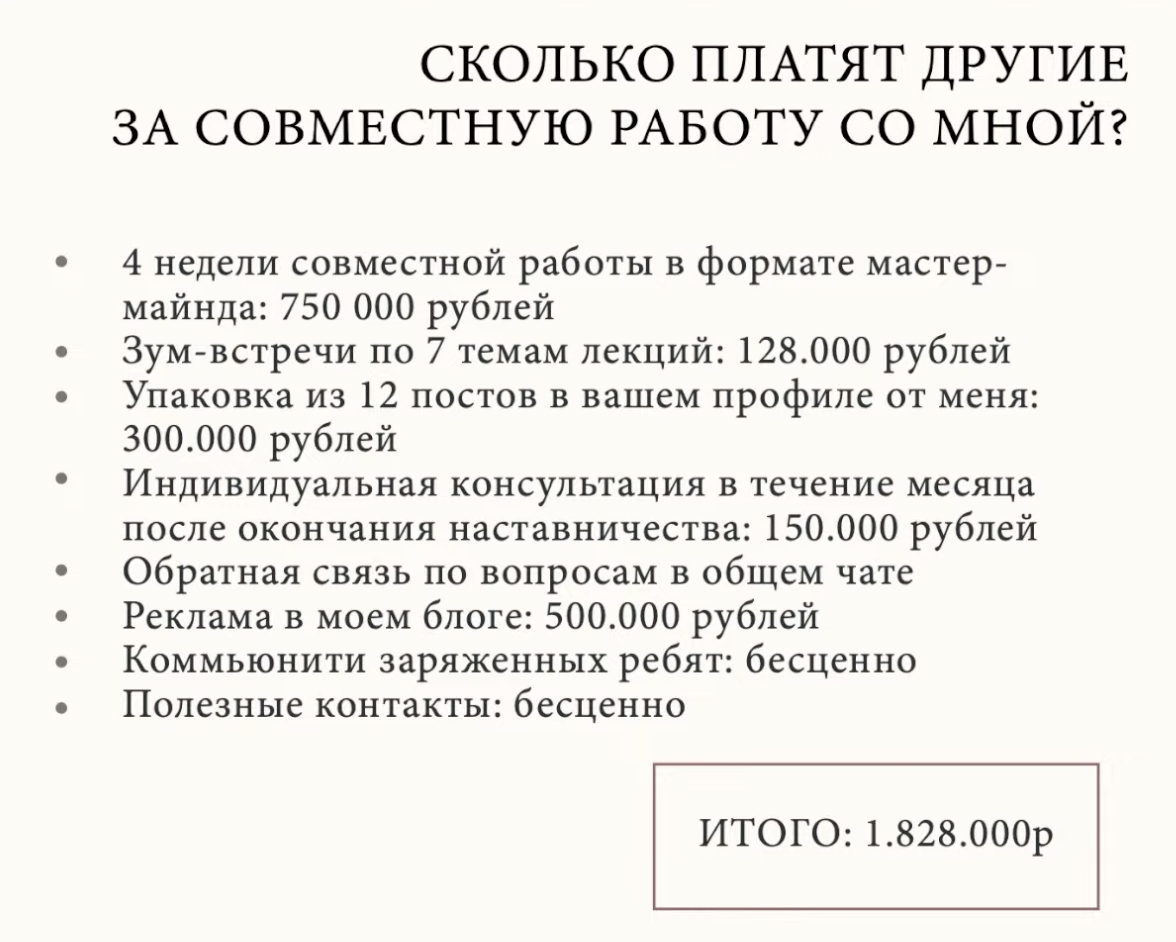 СКОЛЬКО ПЛАТЯТ ДРУГИЕ
ЗА СОВМЕСТНУЮ РАБОТУ СО МНОЙ?
• 4 недели совместной работы в формате мастер-
майнда: 750 000 рублей
• Зум-встречи по 7 темам лекций: 128.000 рублей
• Упаковка из 12 постов в вашем профиле от меня:
300.000 рублей
• Индивидуальная консультация в течение месяца
после окончания наставничества: 150.000 рублей
• Обратная связь по вопросам в общем чате
• Реклама в моем блоге: 500.000 рублей
• Коммьюнити заряженных ребят: бесценно
• Полезные контакты: бесценно
ИТОГО: 1.828.000р